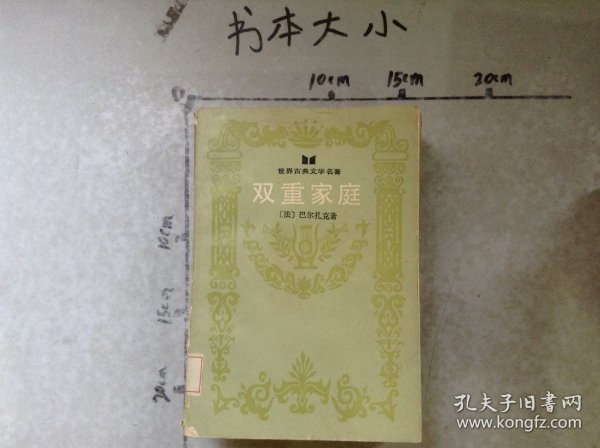 书本大小
10cm 15cm 20cm
世界古典文学名著
双重家庭
〔法〕巴尔扎克著
10cm
15cm
20cm
孔夫子旧书网
www.kongfz.com